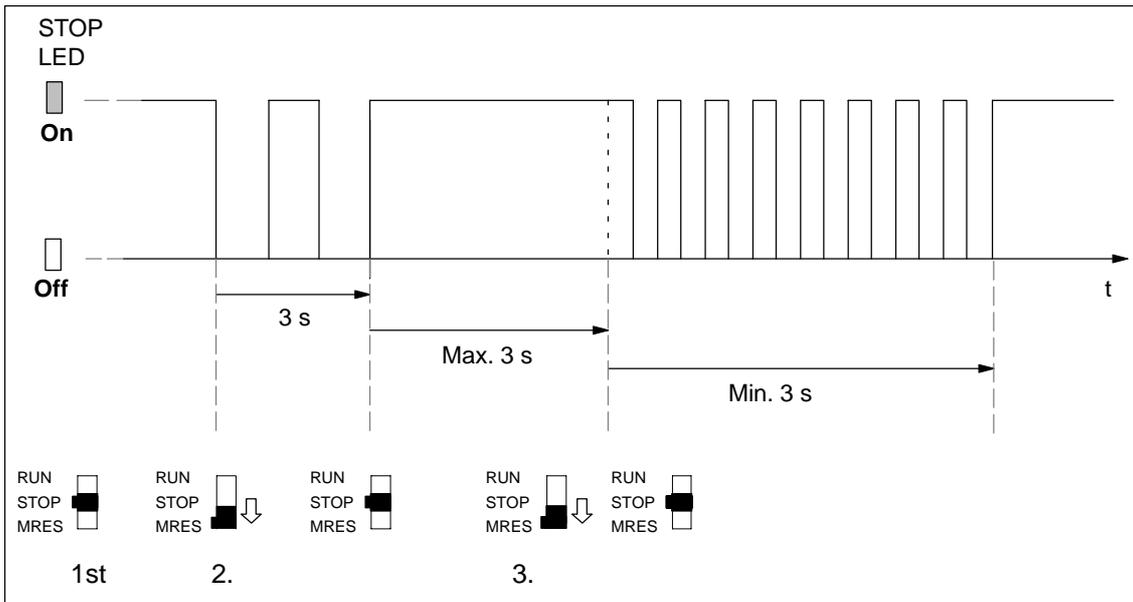 STOP
LED
On
Off
t
3 s
Max. 3 s
Min. 3 s
RUN
STOP
MRES
RUN
STOP
MRES
RUN
STOP
MRES
RUN
STOP
MRES
RUN
STOP
MRES
1st
2.
3.